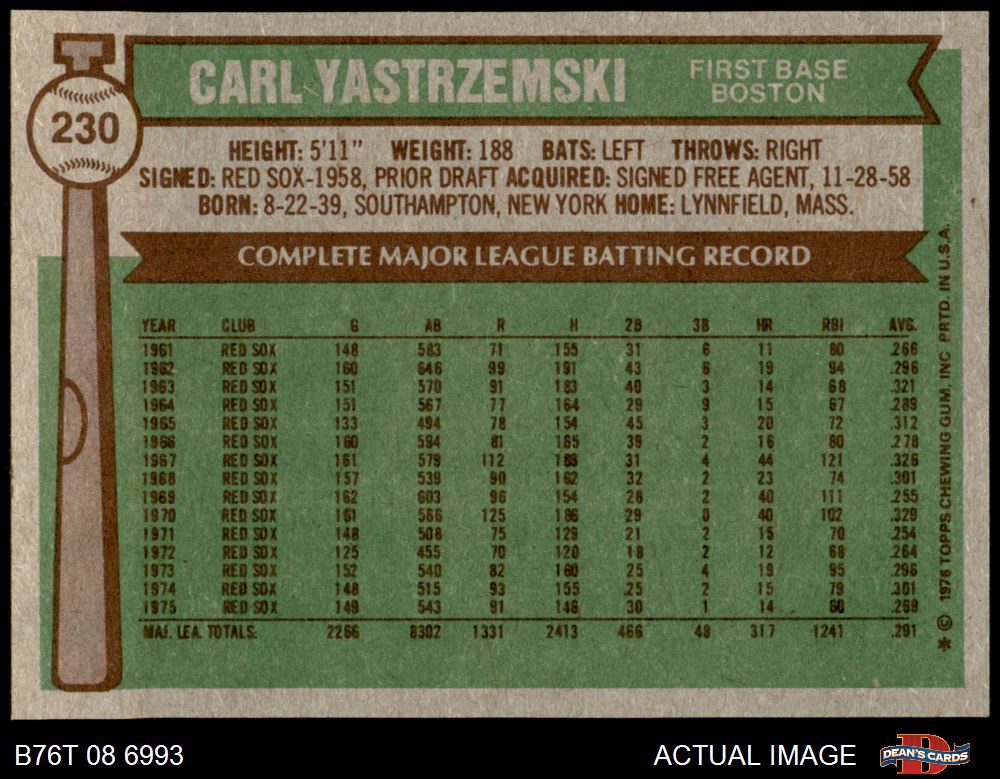 230
CARL YASTRZEMSKI
FIRST BASE
BOSTON
HEIGHT: 5'11" WEIGHT: 188 BATS: LEFT THROWS: RIGHT
SIGNED: RED SOX-1958, PRIOR DRAFT ACQUIRED: SIGNED FREE AGENT, 11-28-58
BORN: 8-22-39, SOUTHAMPTON, NEW YORK HOME: LYNNFIELD, MASS.
COMPLETE MAJOR LEAGUE BATTING RECORD
YEAR CLUB G AB R H 2B 3B HR RBI AVG.
1961 RED SOX 148 583 71 155 31 6 11 80 .266
1962 RED SOX 160 646 99 191 43 6 19 94 .296
1963 RED SOX 151 570 91 183 40 3 14 68 .321
1964 RED SOX 151 567 77 164 29 9 15 67 .289
1965 RED SOX 133 494 78 154 45 3 20 72 .312
1966 RED SOX 160 594 81 165 39 2 16 80 .278
1967 RED SOX 161 579 112 189 31 4 44 121 .326
1968 RED SOX 157 539 90 162 32 2 23 74 .301
1969 RED SOX 162 603 96 154 28 2 40 111 .255
1970 RED SOX 161 566 125 186 29 0 40 102 .329
1971 RED SOX 148 508 75 129 21 2 15 70 .254
1972 RED SOX 125 455 70 120 18 2 12 68 .264
1973 RED SOX 152 540 82 160 25 4 19 95 .296
1974 RED SOX 148 515 93 155 25 2 15 79 .301
1975 RED SOX 149 543 91 146 30 1 14 60 .269
MAJ. LEA. TOTALS: 2266 8302 1331 2413 466 48 317 1241 .291
* © 1976 TOPPS CHEWING GUM, INC PRTD. IN U.S.A.
B76T 08 6993
ACTUAL IMAGE
DEAN'S CARDS